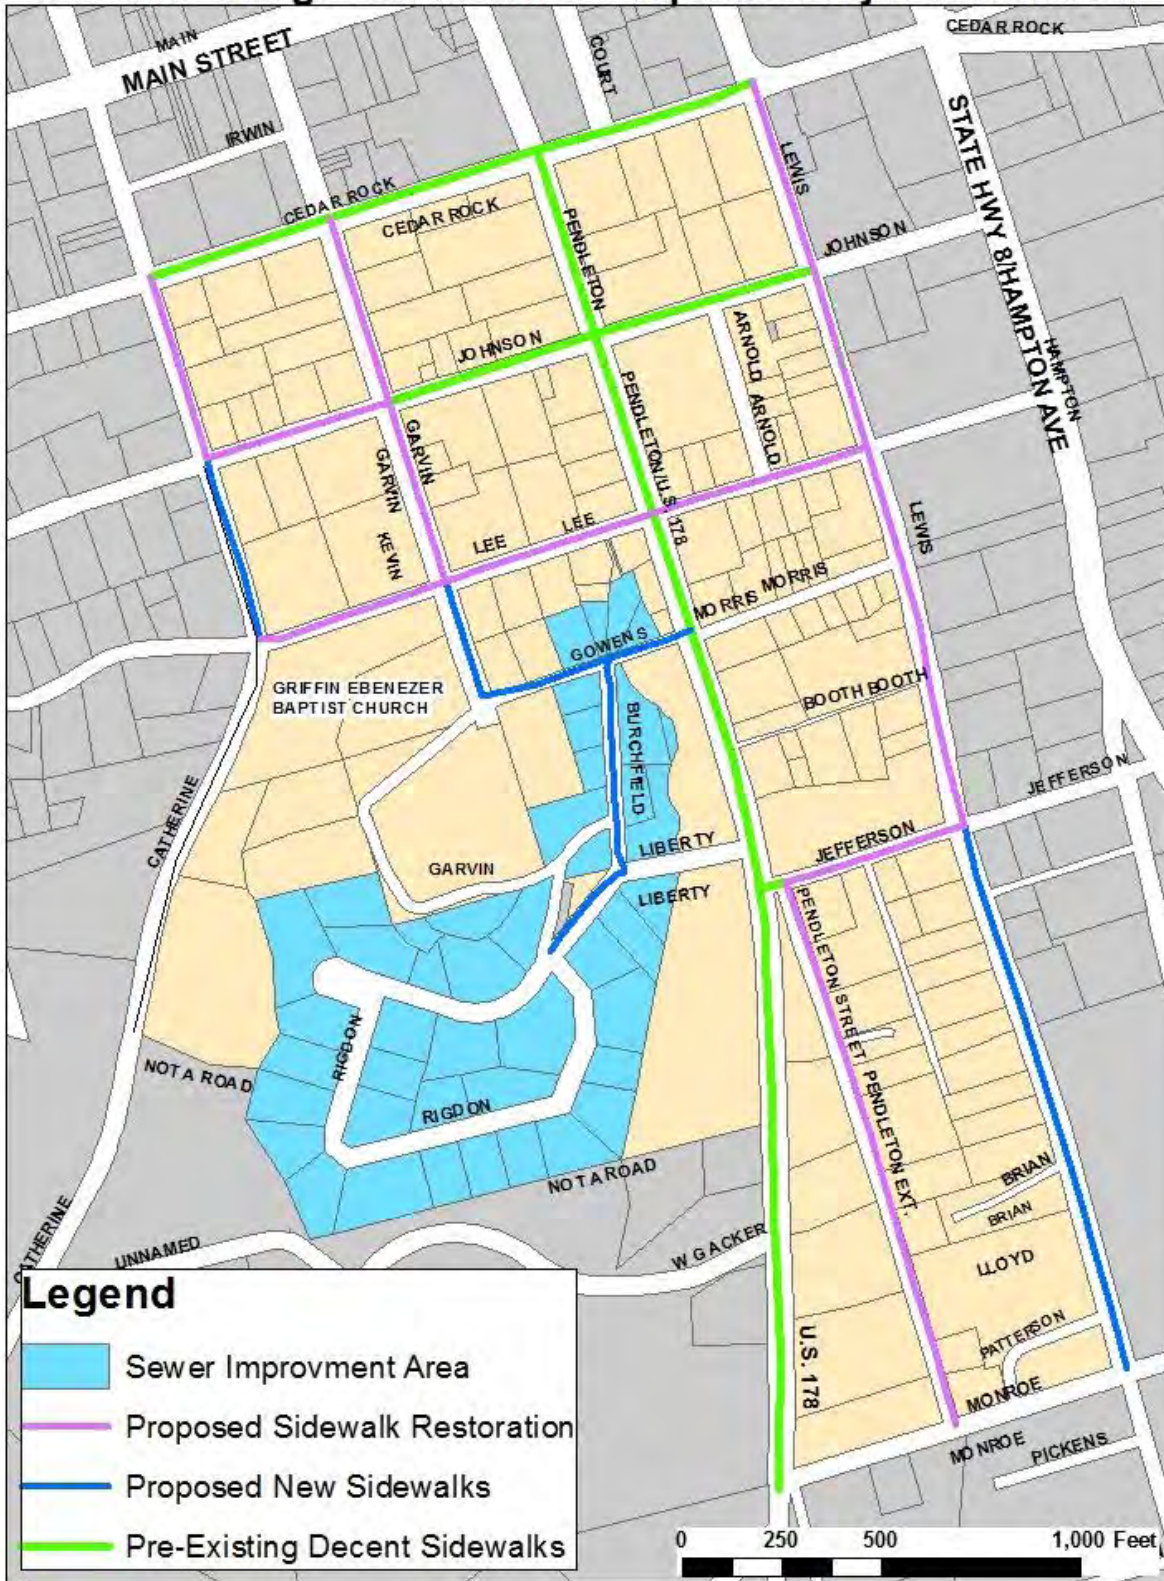 MAIN
MAIN STREET
COURT
CEDAR ROCK
IRWIN
STATE HWY 8/HAMPTON AVE
HAMPTON
LEWIS
CEDAR ROCK
CEDAR ROCK
PENDLETON
JOHNSON
JOHNSON
ARNOLD ARNOLD
PENDLETON/U.S. 178
GARVIN
GARVIN
KEVIN
LEE
LEE
LEWIS
MORRIS MORRIS
GOWENS
BOOTH BOOTH
GRIFFIN EBENEZER
BAPTIST CHURCH
BURCHFIELD
CATHERINE
JEFFERSON
JEFFERSON
LIBERTY
LIBERTY
GARVIN
PENDLETON STREET/ PENDLETON EXT.
RIGDON
RIGDON
NOT A ROAD
NOT A ROAD
BRIAN
BRIAN
CATHERINE
UNNAMED
W G ACKER
LLOYD
PATTERSON
U.S. 178
MONROE
MONROE
PICKENS
Legend
Sewer Improvment Area
Proposed Sidewalk Restoration
Proposed New Sidewalks
Pre-Existing Decent Sidewalks
0 250 500 1,000 Feet